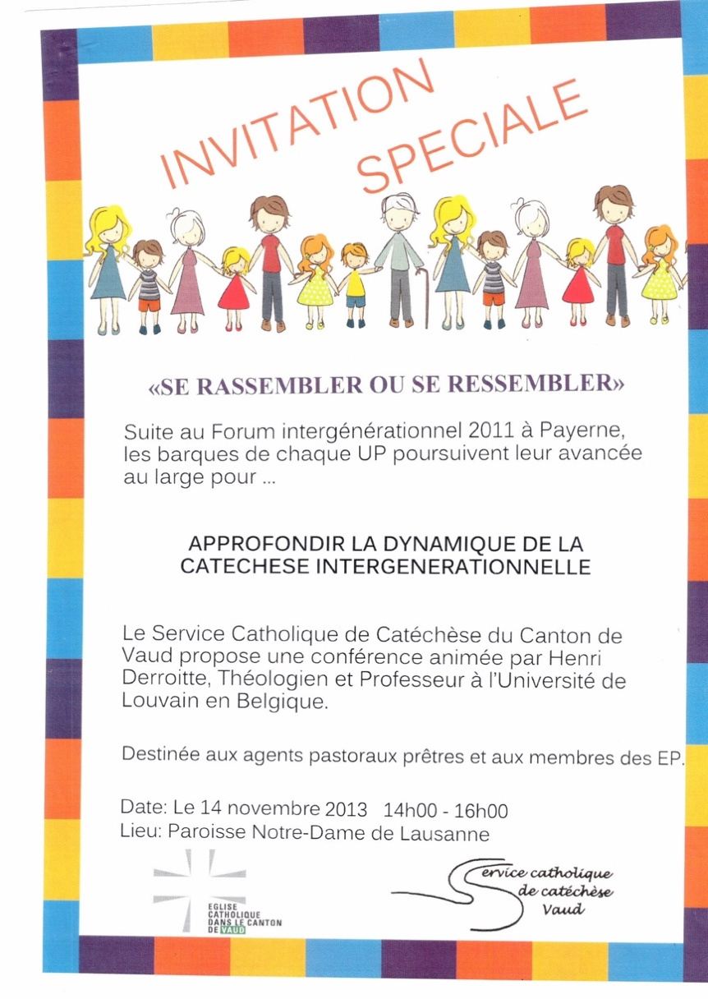 INVITATION
SPECIALE
«SE RASSEMBLER OU SE RESSEMBLER»
Suite au Forum intergénérationnel 2011 à Payerne,
les barques de chaque UP poursuivent leur avancée
au large pour ...
APPROFONDIR LA DYNAMIQUE DE LA
CATECHESE INTERGENERATIONNELLE
Le Service Catholique de Catéchèse du Canton de
Vaud propose une conférence animée par Henri
Derroitte, Théologien et Professeur à l'Université de
Louvain en Belgique.
Destinée aux agents pastoraux prêtres et aux membres des EP.
Date: Le 14 novembre 2013 14h00 - 16h00
Lieu: Paroisse Notre-Dame de Lausanne
EGLISE
CATHOLIQUE
DANS LE CANTON
DE VAUD
Service catholique
de catéchèse
Vaud